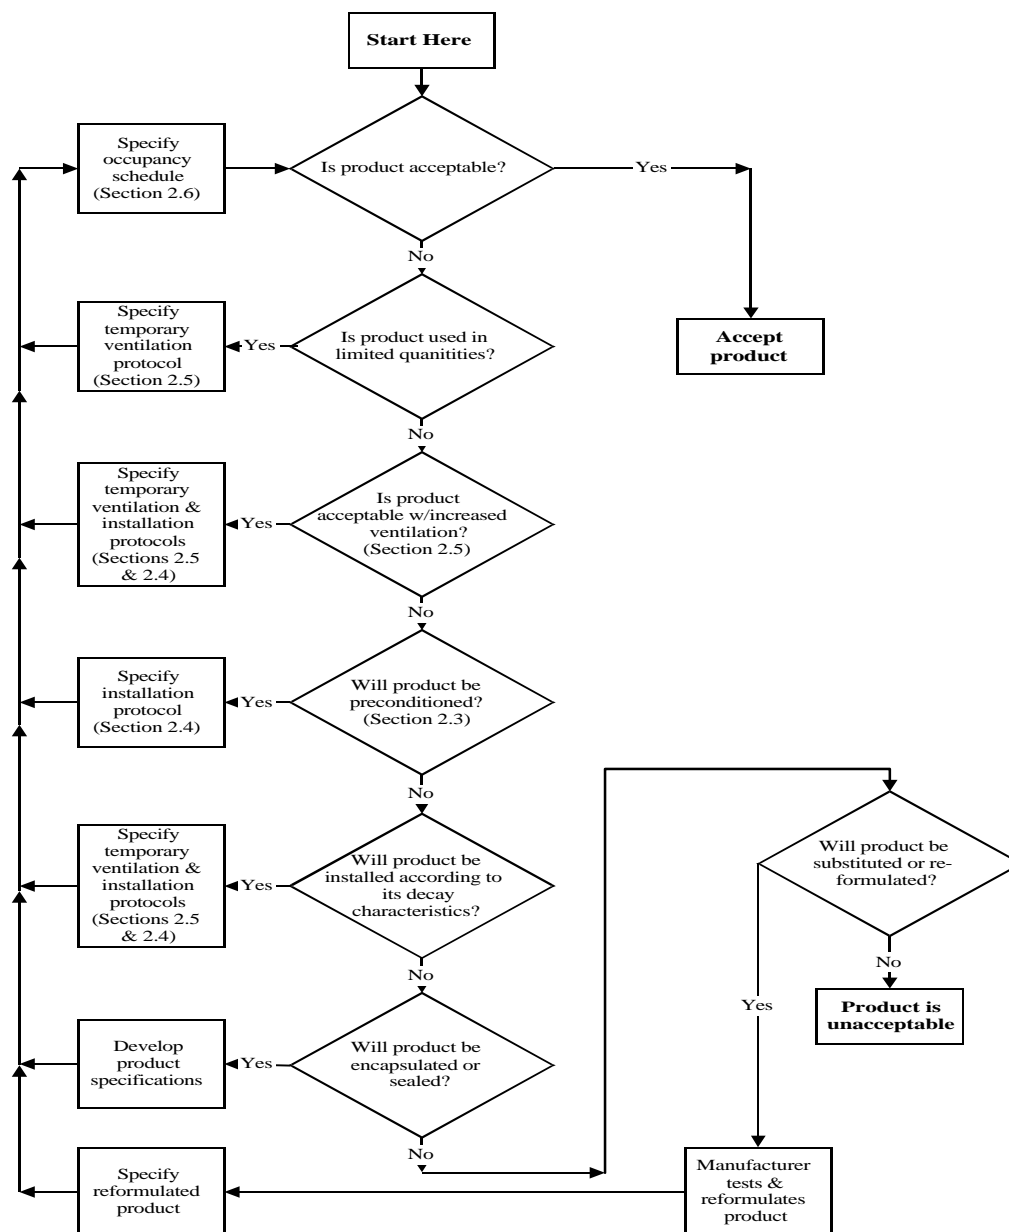 Start Here
Specify
occupancy
schedule
(Section 2.6)
Is product acceptable?
Yes
No
Specify
temporary
ventilation
protocol
(Section 2.5)
Yes
Is product used in
limited quanitities?
Accept
product
No
Specify
temporary
ventilation &
installation
protocols
(Sections 2.5
& 2.4)
Yes
Is product
acceptable w/increased
ventilation?
(Section 2.5)
No
Specify
installation
protocol
(Section 2.4)
Yes
Will product be
preconditioned?
(Section 2.3)
No
Specify
temporary
ventilation &
installation
protocols
(Sections 2.5
& 2.4)
Yes
Will product be
installed according to
its decay
characteristics?
Will product be
substituted or re-
formulated?
No
No
Yes
Product is
unacceptable
Develop
product
specifications
Yes
Will product be
encapsulated or
sealed?
No
Specify
reformulated
product
Manufacturer
tests &
reformulates
product